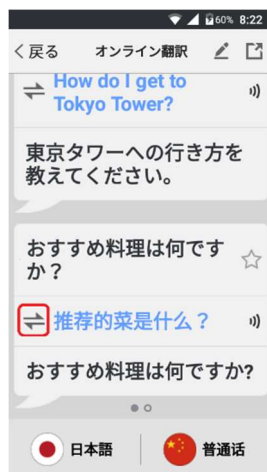 60% 8:22
戻る オンライン翻訳
How do I get to
Tokyo Tower?
東京タワーへの行き方を
教えてください。
おすすめ料理は何です
か？
推荐的菜是什么？
おすすめ料理は何ですか?
日本語 普通话